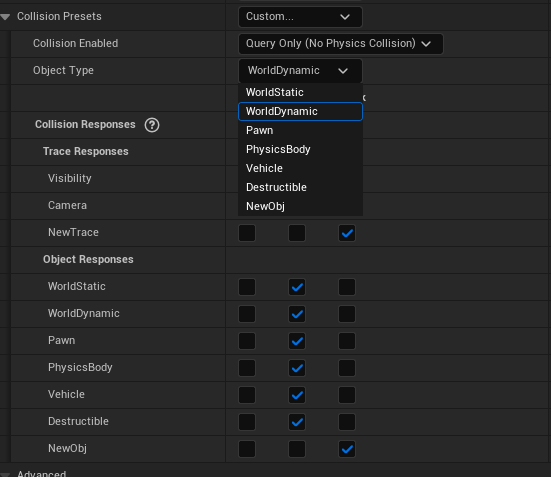 Collision Presets
Custom...
Collision Enabled
Query Only (No Physics Collision)
Object Type
WorldDynamic
WorldStatic
WorldDynamic
Pawn
PhysicsBody
Vehicle
Destructible
NewObj
Collision Responses ?
Trace Responses
Visibility
Camera
NewTrace
Object Responses
WorldStatic
WorldDynamic
Pawn
PhysicsBody
Vehicle
Destructible
NewObj
Advanced